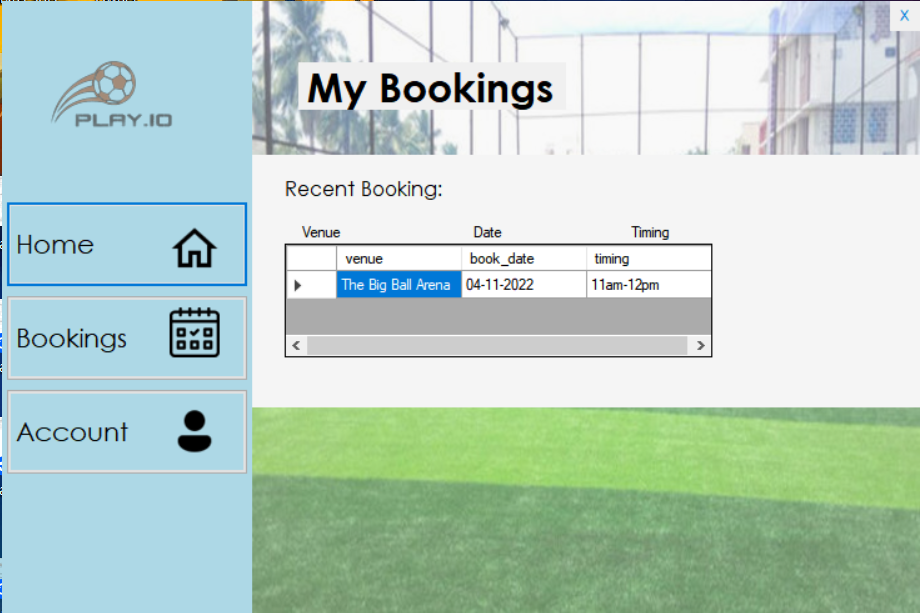 X
PLAY.IO
My Bookings
Recent Booking:
Venue Date Timing
venue book_date timing
The Big Ball Arena 04-11-2022 11am-12pm
Home
Bookings
Account